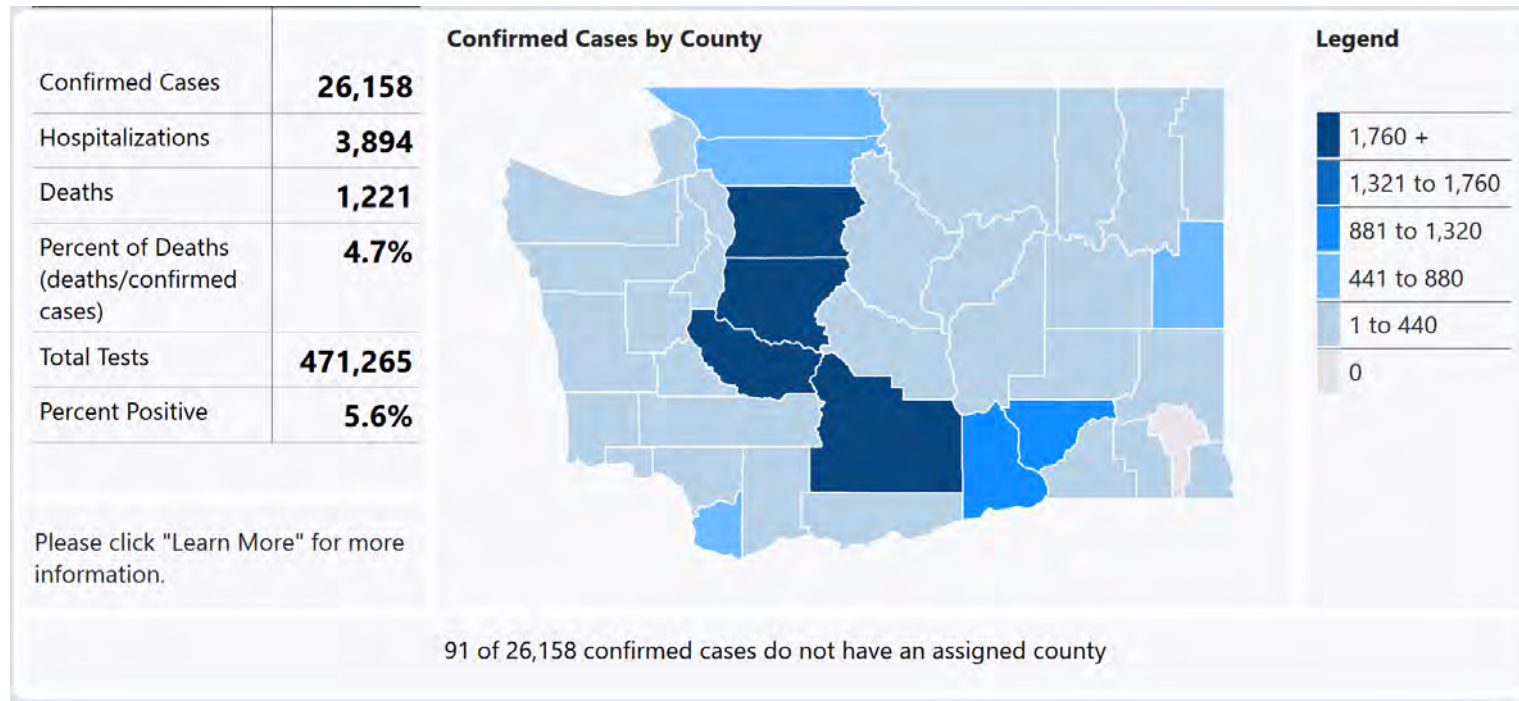 Confirmed Cases 26,158
Hospitalizations 3,894
Deaths 1,221
Percent of Deaths 4.7%
(deaths/confirmed
cases)
Total Tests 471,265
Percent Positive 5.6%
Please click "Learn More" for more
information.
Confirmed Cases by County
Legend
1,760 +
1,321 to 1,760
881 to 1,320
441 to 880
1 to 440
0
91 of 26,158 confirmed cases do not have an assigned county